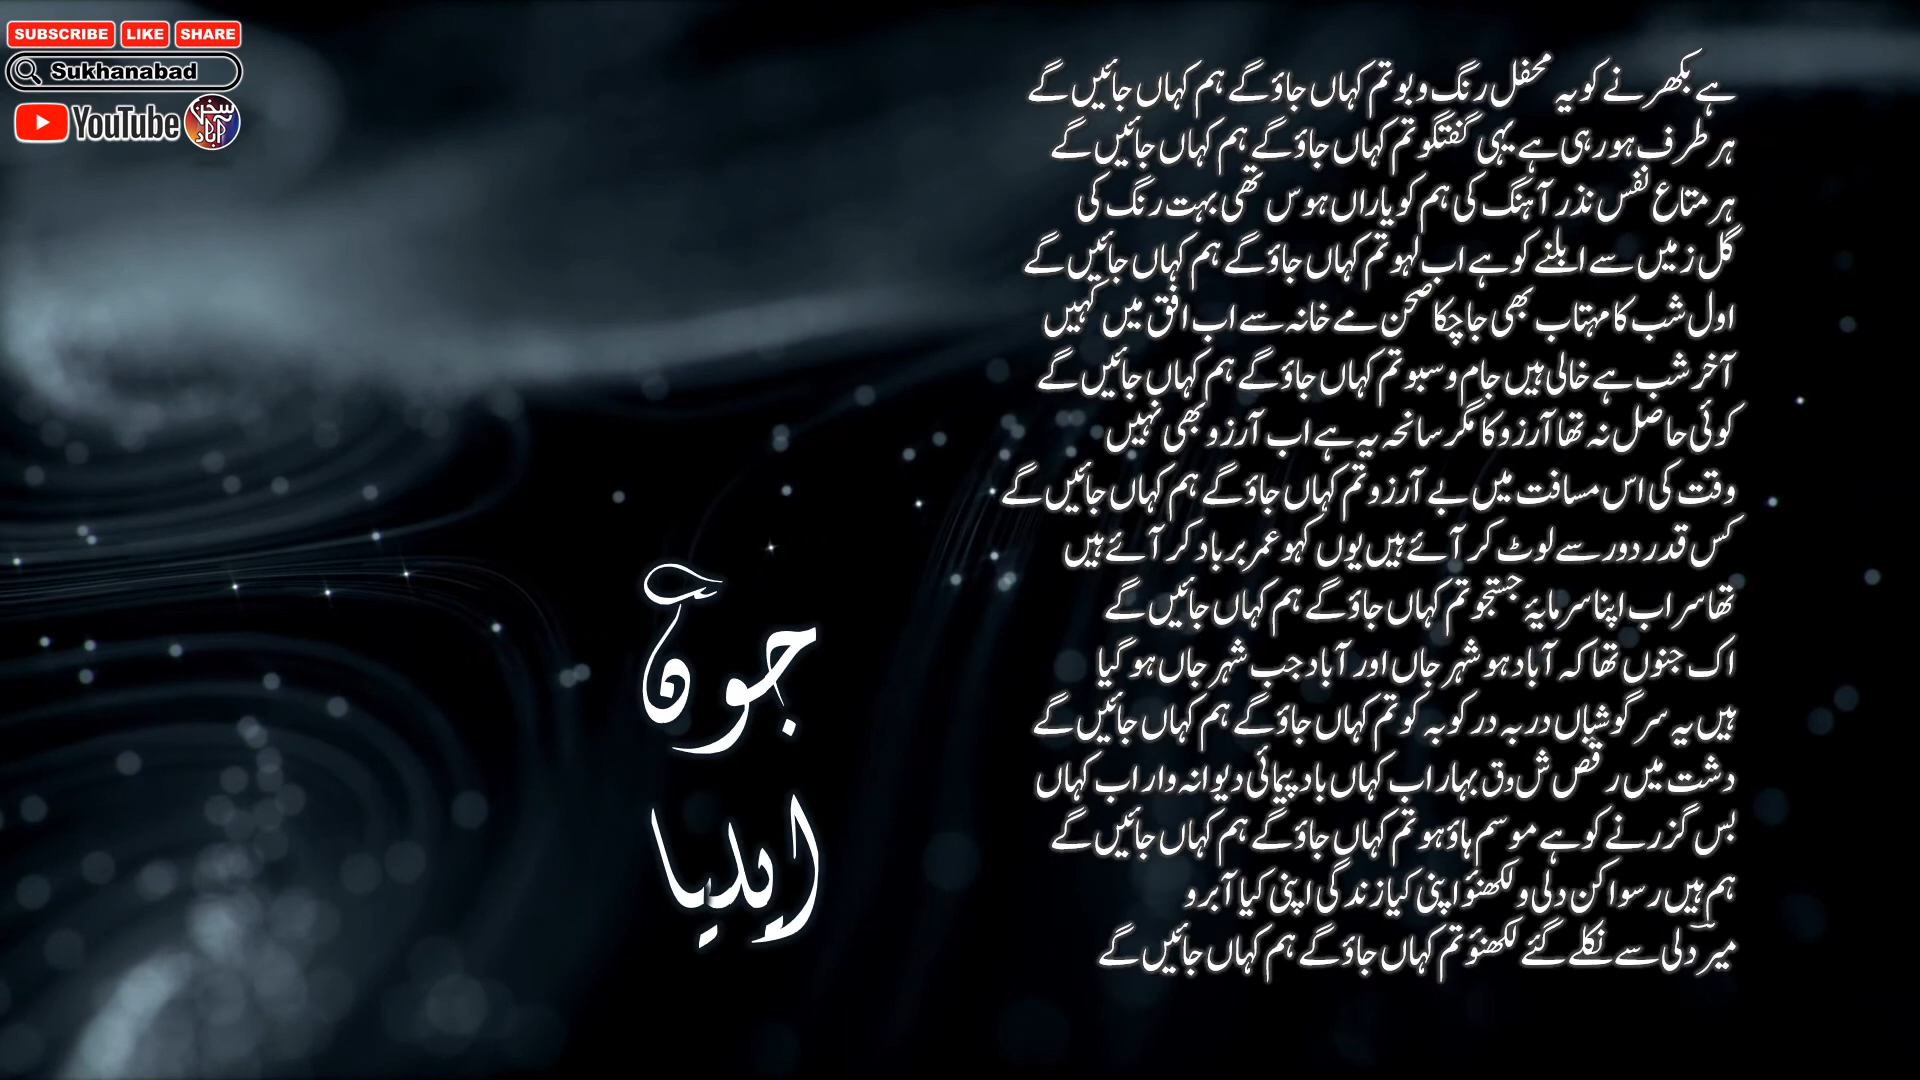 SUBSCRIBE LIKE SHARE
Sukhanabad
YouTube سخن آباد
ہے بکھرنے کو یہ محفل رنگ و بو تم کہاں جاؤ گے ہم کہاں جائیں گے
ہر طرف ہو رہی ہے یہی گفتگو تم کہاں جاؤ گے ہم کہاں جائیں گے
ہر متاع نفس نذر آہنگ کی ہم کو یاراں ہوس تھی بہت رنگ کی
گل زمیں سے ابلنے کو ہے اب لہو تم کہاں جاؤ گے ہم کہاں جائیں گے
اول شب کا مہتاب بھی جا چکا صحن مے خانہ سے اب افق میں کہیں
آخر شب ہے خالی ہیں جام و سبو تم کہاں جاؤ گے ہم کہاں جائیں گے
کوئی حاصل نہ تھا آرزو کا مگر سانحہ یہ ہے اب آرزو بھی نہیں
وقت کی اس مسافت میں بے آرزو تم کہاں جاؤ گے ہم کہاں جائیں گے
کس قدر دور سے لوٹ کر آئے ہیں یوں کہو عمر برباد کر آئے ہیں
تھا سراب اپنا سرمایۂ جستجو تم کہاں جاؤ گے ہم کہاں جائیں گے
اک جنوں تھا کہ آباد ہو شہر جاں اور آباد جب شہر جاں ہو گیا
ہیں یہ سرگوشیاں در بہ در کو بہ کو تم کہاں جاؤ گے ہم کہاں جائیں گے
دشت میں رقص شوق بہار اب کہاں باد پیمائی دیوانہ وار اب کہاں
بس گزرنے کو ہے موسم ہاؤ ہو تم کہاں جاؤ گے ہم کہاں جائیں گے
ہم ہیں رسوا کن دلی و لکھنؤ اپنی کیا زندگی اپنی کیا آبرو
میرؔ دلی سے نکلے گئے لکھنؤ تم کہاں جاؤ گے ہم کہاں جائیں گے
جون
ایلیا